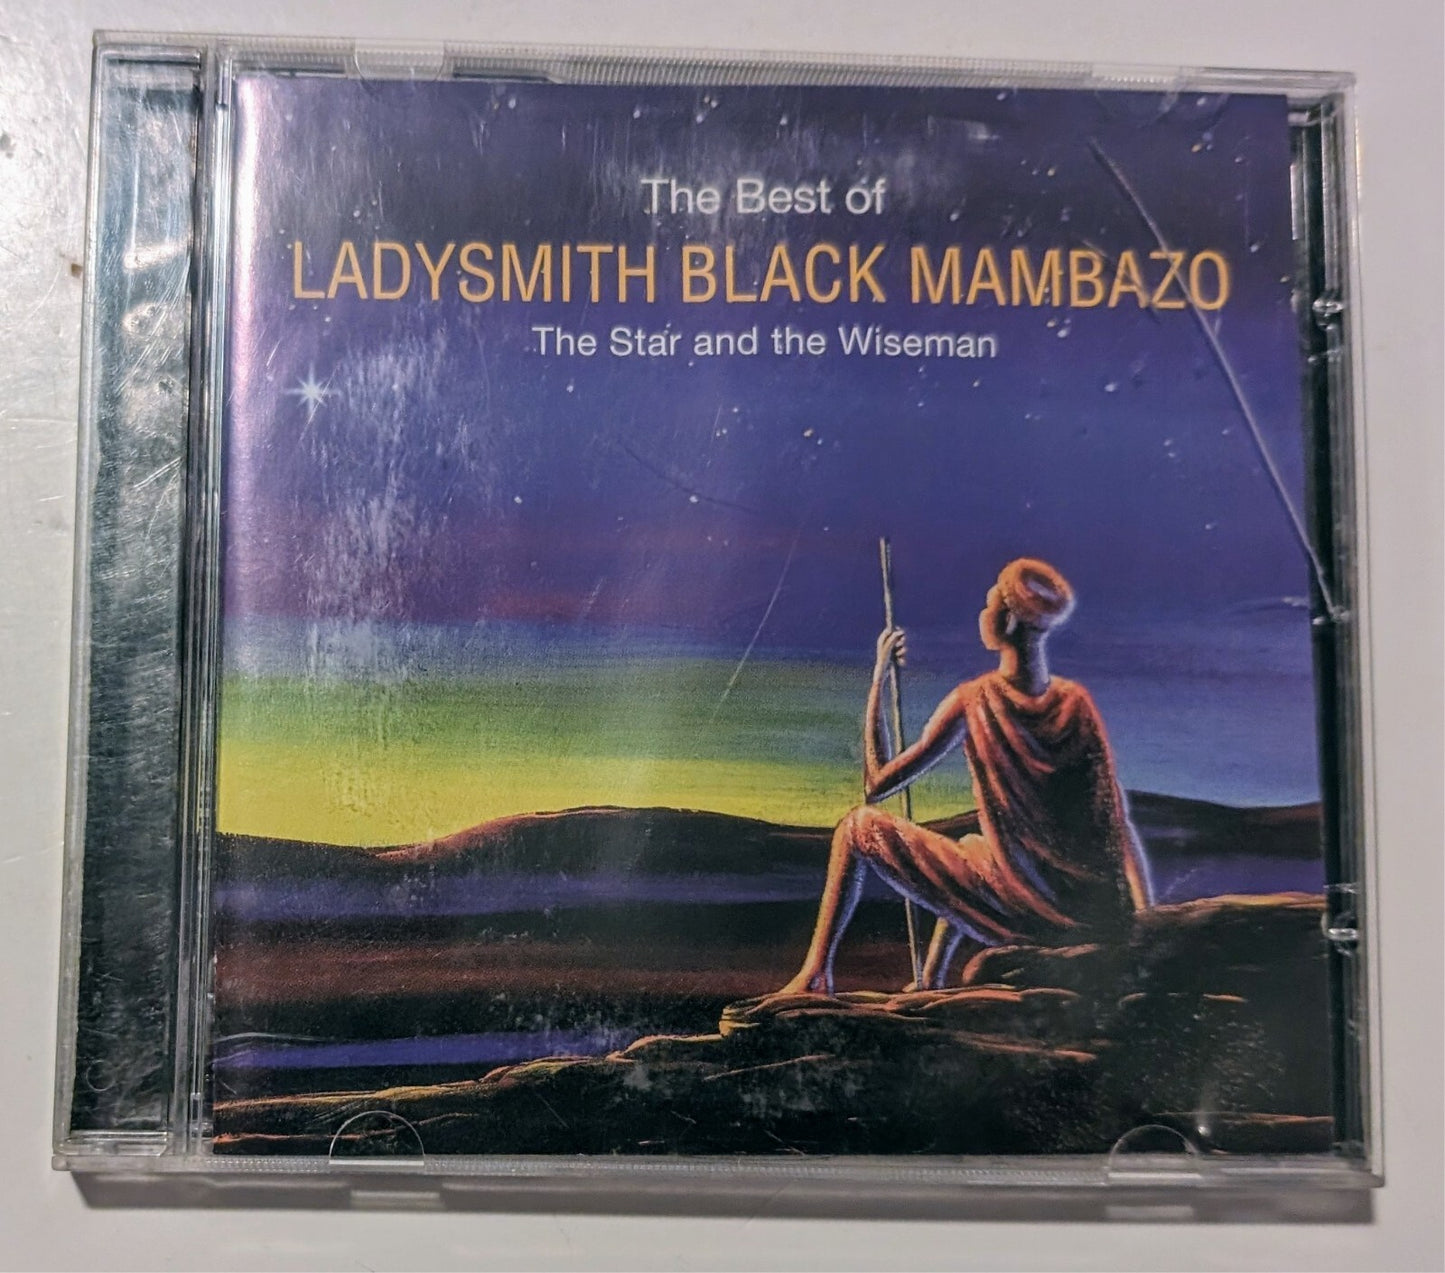 The Best of
LADYSMITH BLACK MAMBAZO
The Star and the Wiseman